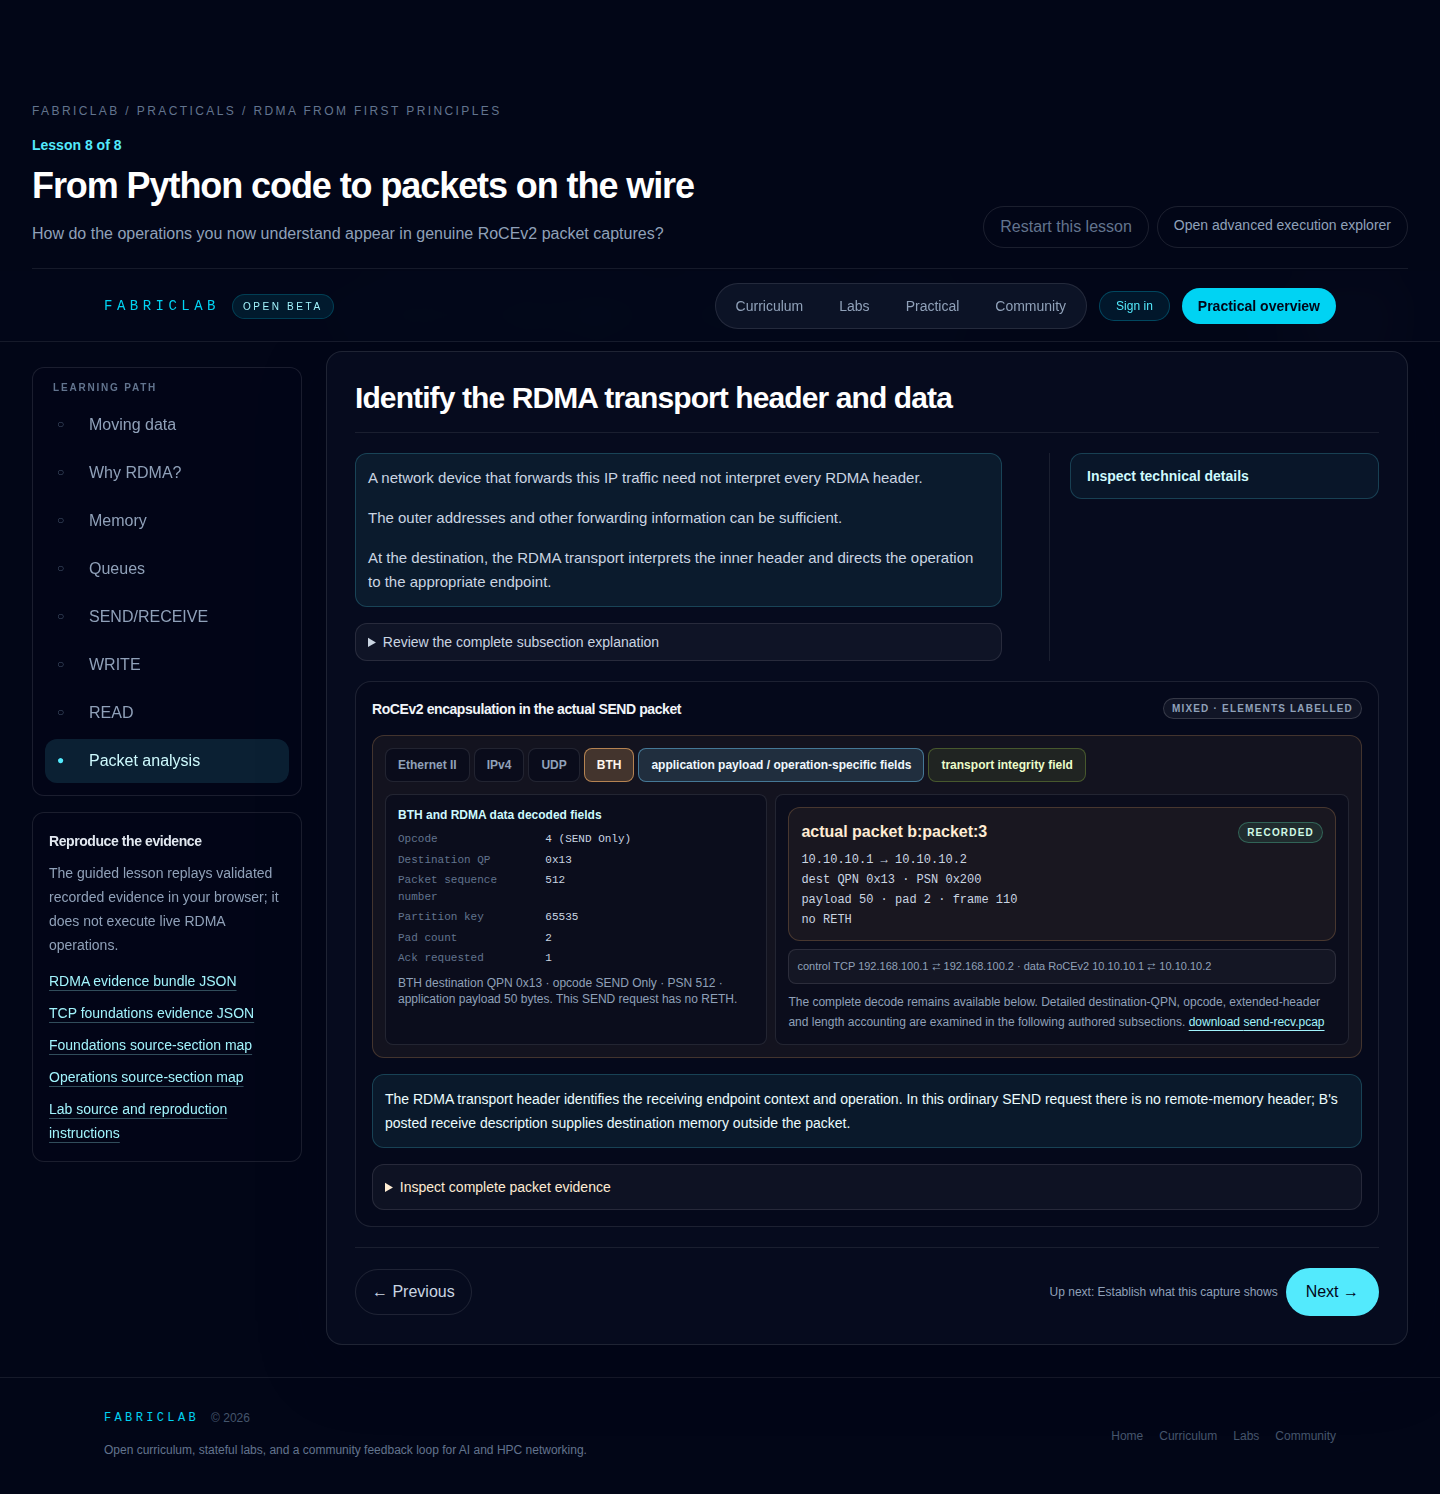 FABRICLAB / PRACTICALS / RDMA FROM FIRST PRINCIPLES
Lesson 8 of 8
From Python code to packets on the wire
How do the operations you now understand appear in genuine RoCEv2 packet captures?
Restart this lesson
Open advanced execution explorer
FABRICLAB
OPEN BETA
Curriculum
Labs
Practical
Community
Sign in
Practical overview
LEARNING PATH
○ Moving data
○ Why RDMA?
○ Memory
○ Queues
○ SEND/RECEIVE
○ WRITE
○ READ
● Packet analysis
Reproduce the evidence
The guided lesson replays validated
recorded evidence in your browser; it
does not execute live RDMA
operations.
RDMA evidence bundle JSON
TCP foundations evidence JSON
Foundations source-section map
Operations source-section map
Lab source and reproduction
instructions
Identify the RDMA transport header and data
A network device that forwards this IP traffic need not interpret every RDMA header.
The outer addresses and other forwarding information can be sufficient.
At the destination, the RDMA transport interprets the inner header and directs the operation
to the appropriate endpoint.
▶ Review the complete subsection explanation
Inspect technical details
RoCEv2 encapsulation in the actual SEND packet
MIXED · ELEMENTS LABELLED
Ethernet II
IPv4
UDP
BTH
application payload / operation-specific fields
transport integrity field
BTH and RDMA data decoded fields
Opcode 4 (SEND Only)
Destination QP 0x13
Packet sequence 512
number
Partition key 65535
Pad count 2
Ack requested 1
BTH destination QPN 0x13 · opcode SEND Only · PSN 512 ·
application payload 50 bytes. This SEND request has no RETH.
actual packet b:packet:3
RECORDED
10.10.10.1 → 10.10.10.2
dest QPN 0x13 · PSN 0x200
payload 50 · pad 2 · frame 110
no RETH
control TCP 192.168.100.1 ⇄ 192.168.100.2 · data RoCEv2 10.10.10.1 ⇄ 10.10.10.2
The complete decode remains available below. Detailed destination-QPN, opcode, extended-header
and length accounting are examined in the following authored subsections. download send-recv.pcap
The RDMA transport header identifies the receiving endpoint context and operation. In this ordinary SEND request there is no remote-memory header; B's
posted receive description supplies destination memory outside the packet.
▶ Inspect complete packet evidence
← Previous
Up next: Establish what this capture shows
Next →
FABRICLAB © 2026
Open curriculum, stateful labs, and a community feedback loop for AI and HPC networking.
Home
Curriculum
Labs
Community